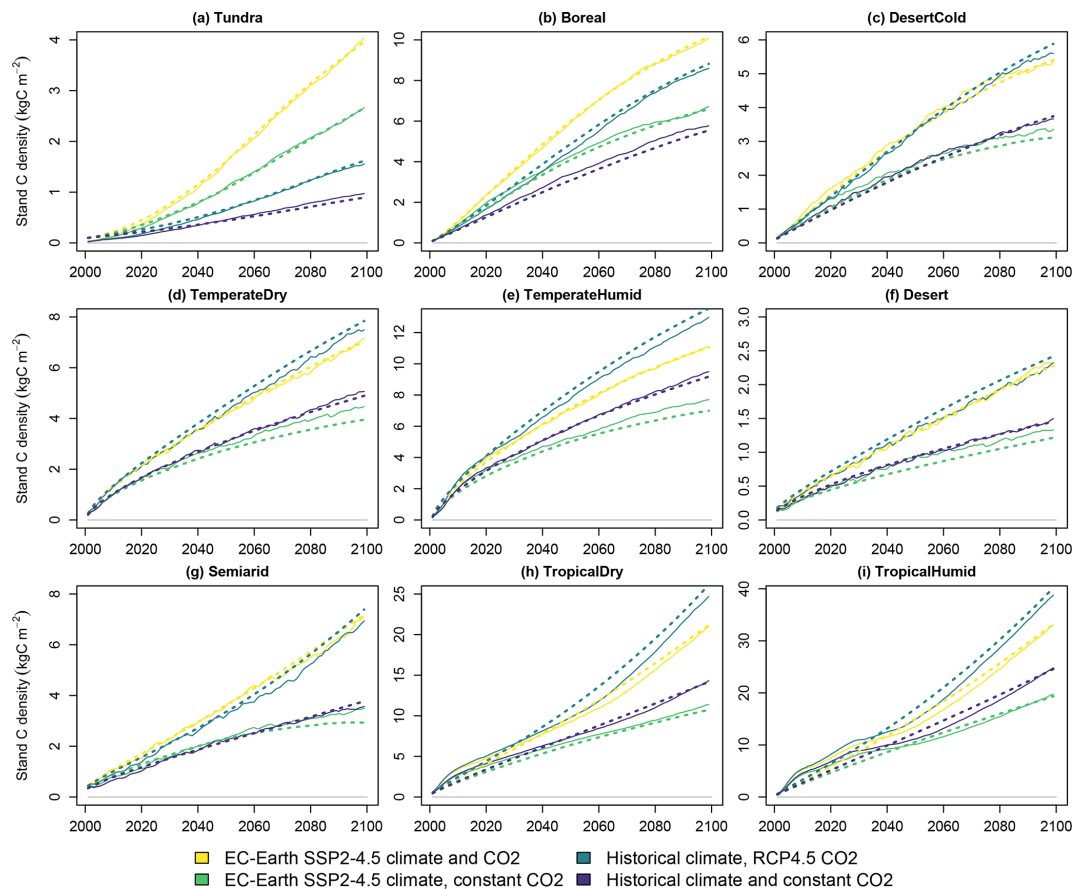 (a) Tundra (b) Boreal (c) DesertCold
Stand C density (kgC m−2)
0 1 2 3 4
0 2 4 6 8 10
0 1 2 3 4 5 6
2000 2020 2040 2060 2080 2100 2000 2020 2040 2060 2080 2100 2000 2020 2040 2060 2080 2100
(d) TemperateDry (e) TemperateHumid (f) Desert
Stand C density (kgC m−2)
0 2 4 6 8
0 2 4 6 8 10 12
0.0 0.5 1.0 1.5 2.0 2.5 3.0
2000 2020 2040 2060 2080 2100 2000 2020 2040 2060 2080 2100 2000 2020 2040 2060 2080 2100
(g) Semiarid (h) TropicalDry (i) TropicalHumid
Stand C density (kgC m−2)
0 2 4 6 8
0 5 10 15 20 25
0 10 20 30 40
2000 2020 2040 2060 2080 2100 2000 2020 2040 2060 2080 2100 2000 2020 2040 2060 2080 2100
EC-Earth SSP2-4.5 climate and CO2 Historical climate, RCP4.5 CO2
EC-Earth SSP2-4.5 climate, constant CO2 Historical climate and constant CO2